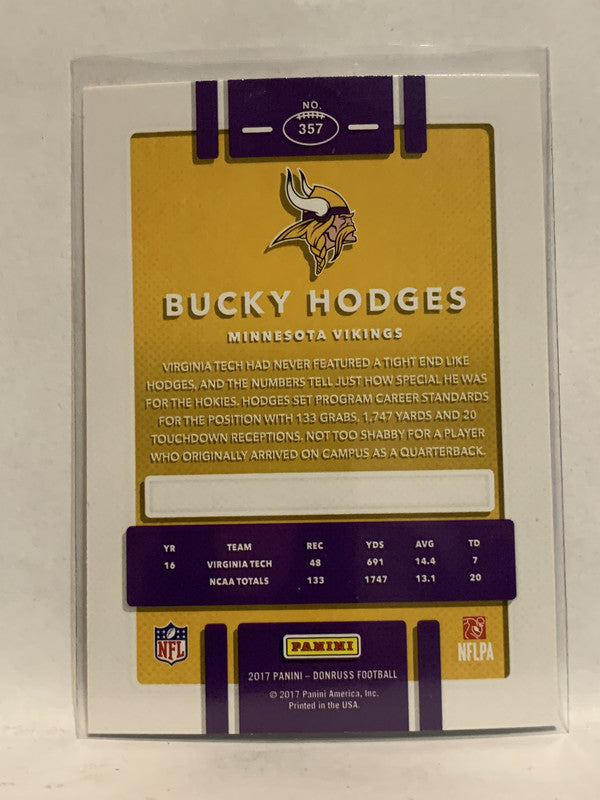 NO.
357
BUCKY HODGES
MINNESOTA VIKINGS
VIRGINIA TECH HAD NEVER FEATURED A TIGHT END LIKE
HODGES, AND THE NUMBERS TELL JUST HOW SPECIAL HE WAS
FOR THE HOKIES. HODGES SET PROGRAM CAREER STANDARDS
FOR THE POSITION WITH 133 GRABS, 1,747 YARDS AND 20
TOUCHDOWN RECEPTIONS. NOT TOO SHABBY FOR A PLAYER
WHO ORIGINALLY ARRIVED ON CAMPUS AS A QUARTERBACK.
YR TEAM REC YDS AVG TD
16 VIRGINIA TECH 48 691 14.4 7
NCAA TOTALS 133 1747 13.1 20
NFL
PANINI
NFLPA
2017 PANINI – DONRUSS FOOTBALL
© 2017 Panini America, Inc.
Printed in the USA.